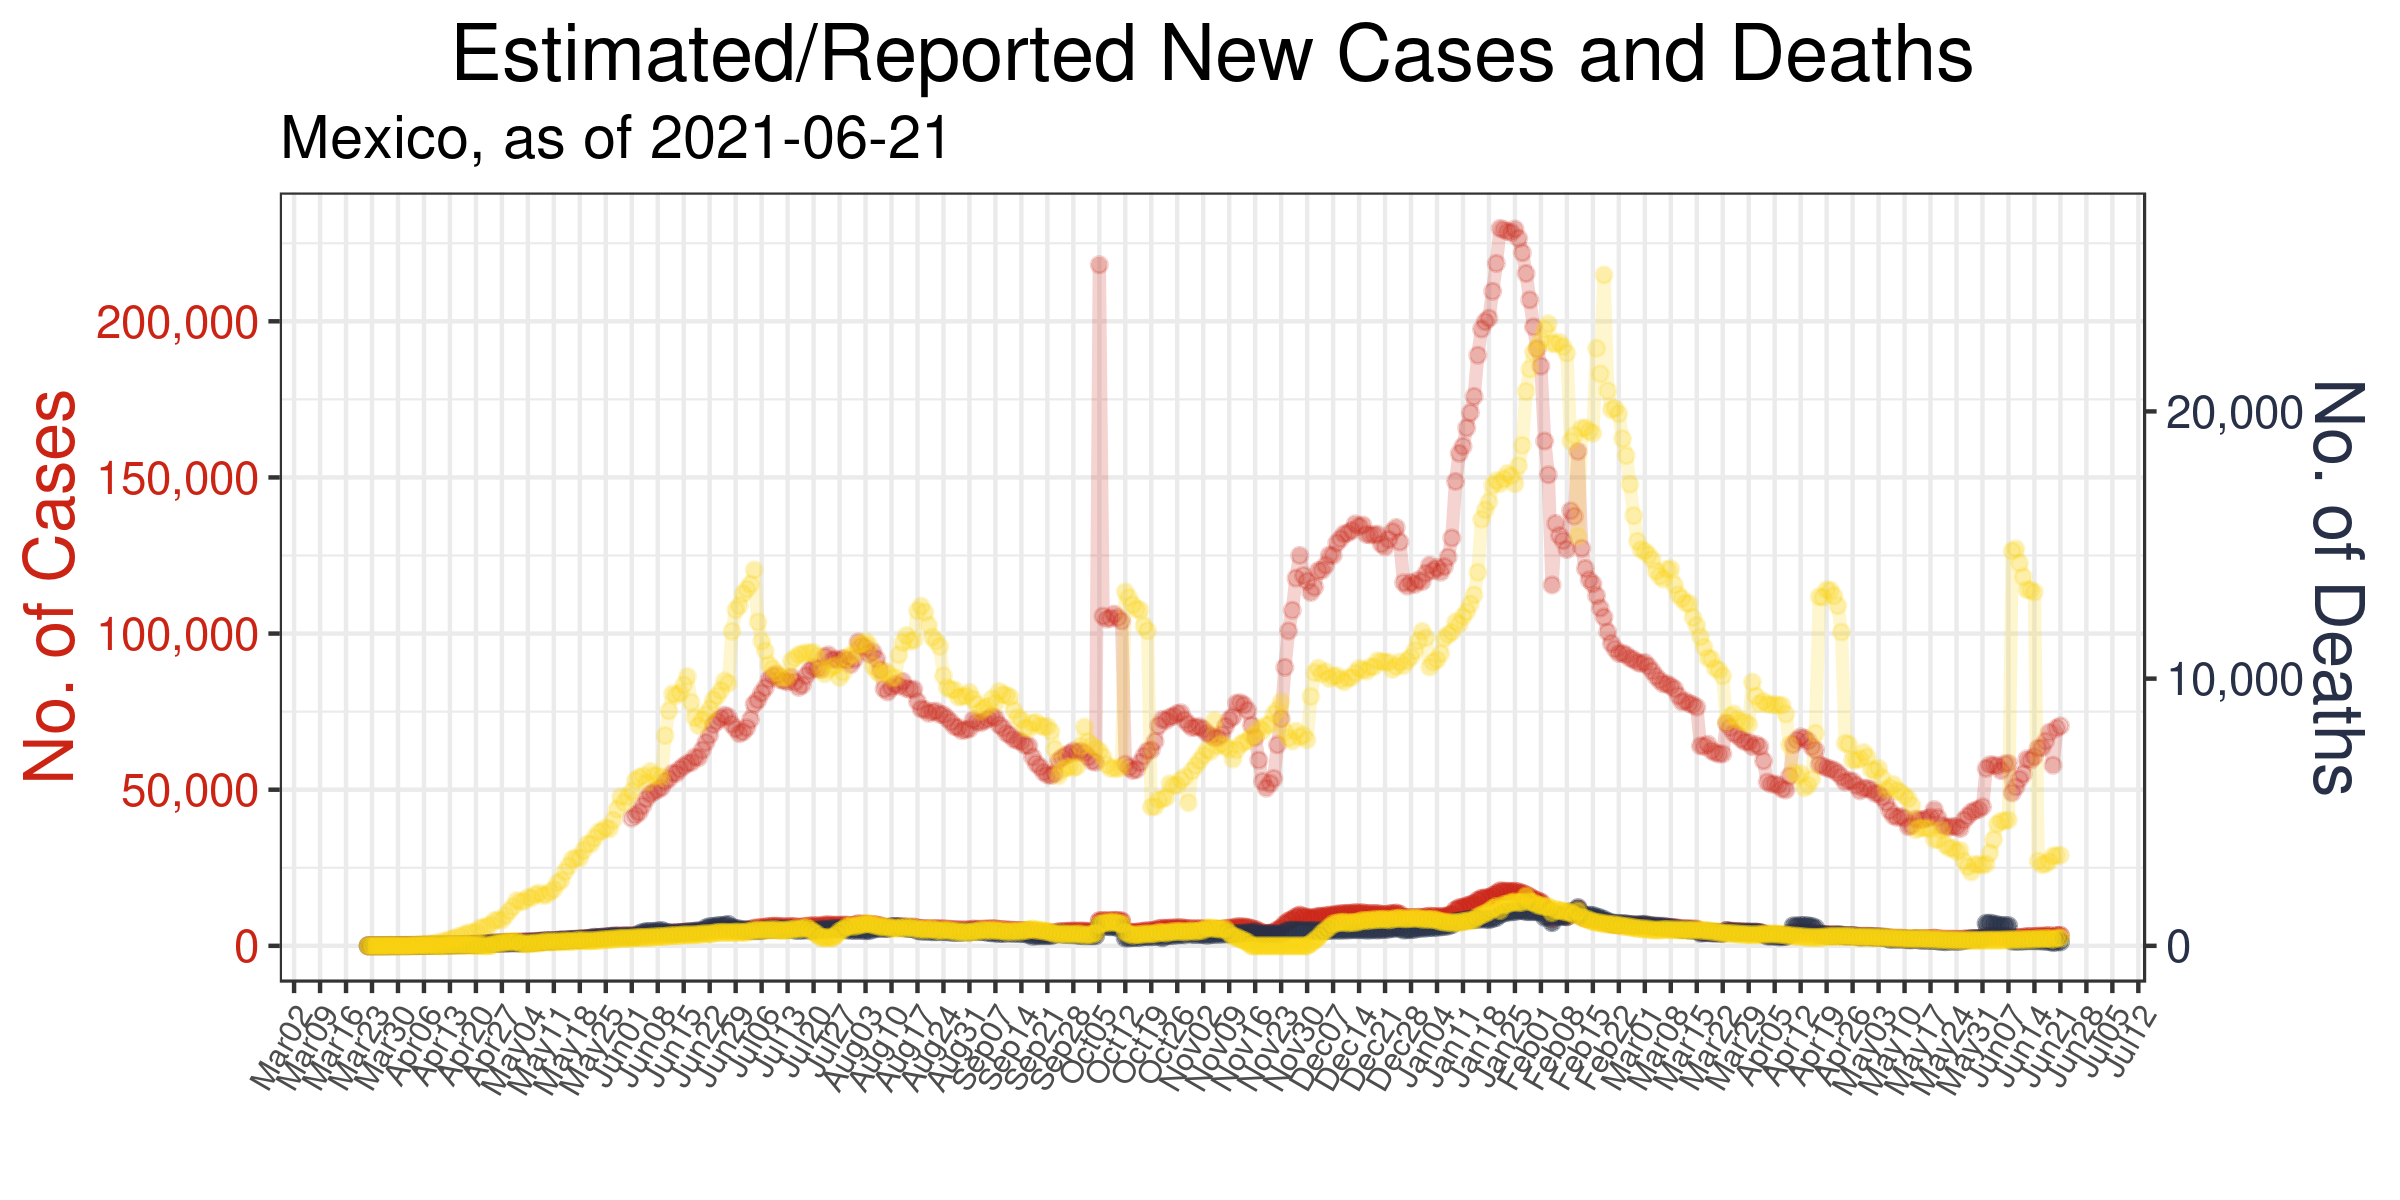 Estimated/Reported New Cases and Deaths
Mexico, as of 2021-06-21
No. of Cases
200,000
150,000
100,000
50,000
0
20,000
10,000
0
No. of Deaths
Mar02
Mar09
Mar16
Mar23
Mar30
Apr06
Apr13
Apr20
Apr27
May04
May11
May18
May25
Jun01
Jun08
Jun15
Jun22
Jun29
Jul06
Jul13
Jul20
Jul27
Aug03
Aug10
Aug17
Aug24
Aug31
Sep07
Sep14
Sep21
Sep28
Oct05
Oct12
Oct19
Oct26
Nov02
Nov09
Nov16
Nov23
Nov30
Dec07
Dec14
Dec21
Dec28
Jan04
Jan11
Jan18
Jan25
Feb01
Feb08
Feb15
Feb22
Mar01
Mar08
Mar15
Mar22
Mar29
Apr05
Apr12
Apr19
Apr26
May03
May10
May17
May24
May31
Jun07
Jun14
Jun21
Jun28
Jul05
Jul12